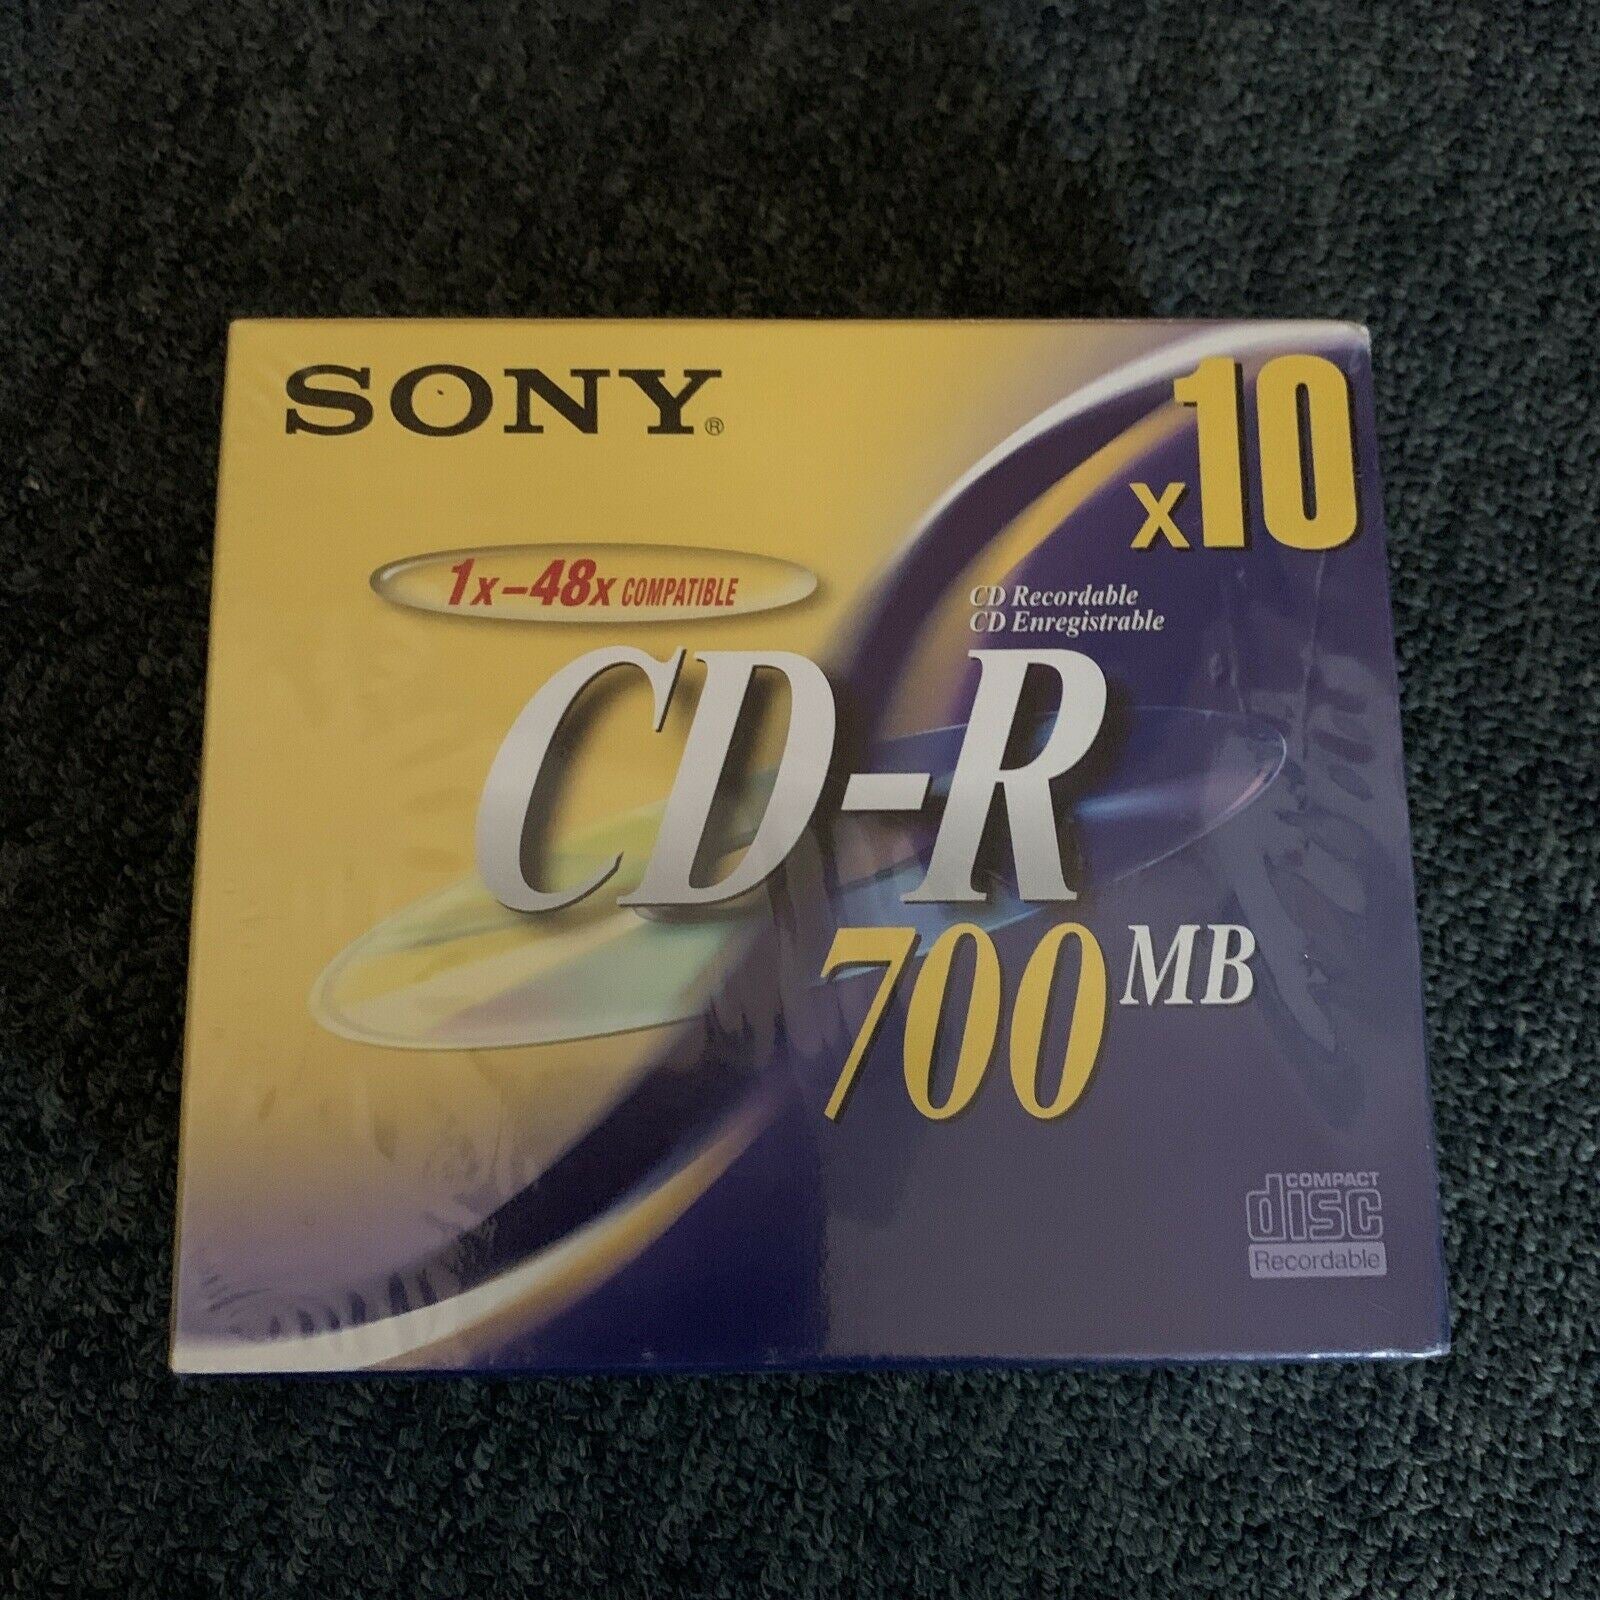 SONY®
x10
1x-48x COMPATIBLE
CD Recordable
CD Enregistrable
CD-R
700 MB
COMPACT
disc
Recordable